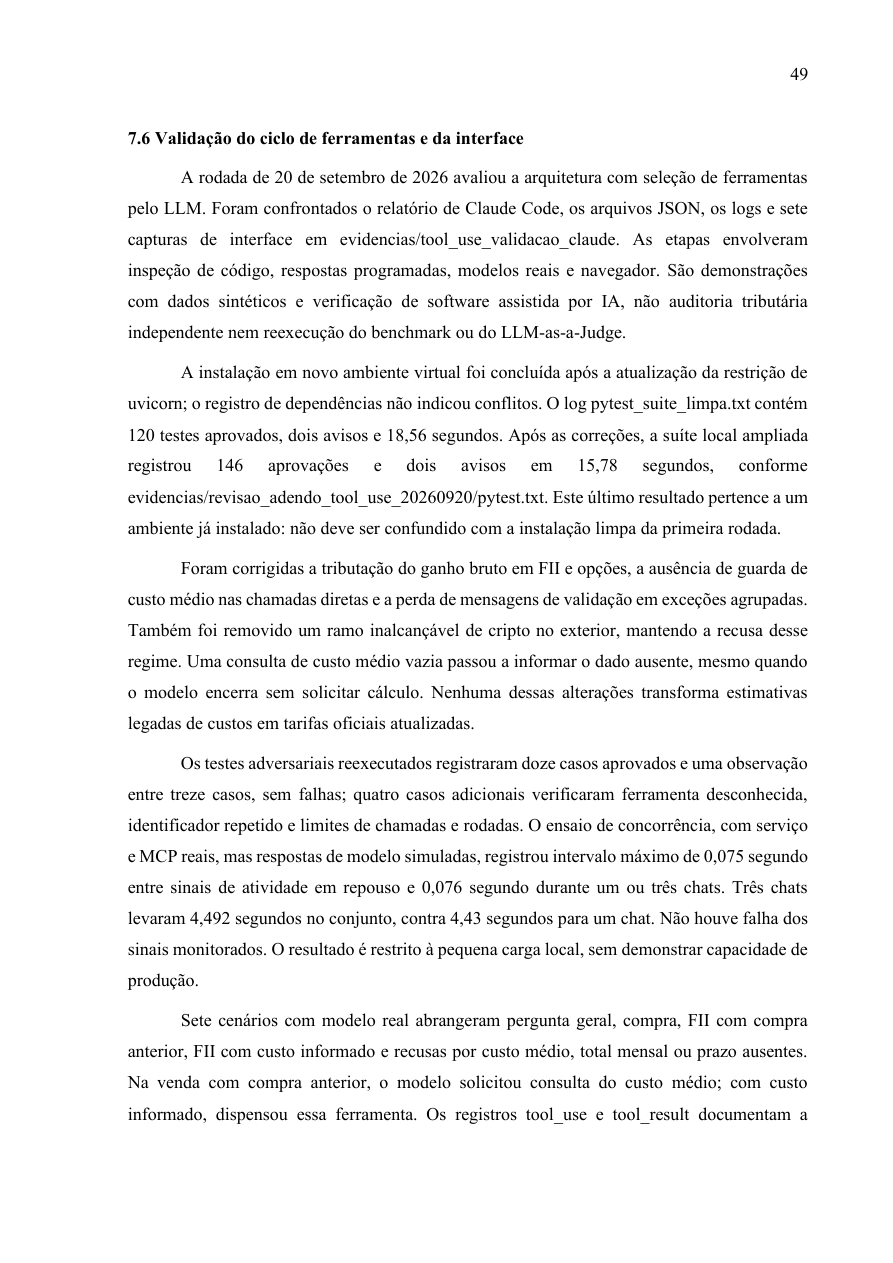 49
7.6 Validação do ciclo de ferramentas e da interface
A rodada de 20 de setembro de 2026 avaliou a arquitetura com seleção de ferramentas
pelo LLM. Foram confrontados o relatório de Claude Code, os arquivos JSON, os logs e sete
capturas de interface em evidencias/tool_use_validacao_claude. As etapas envolveram
inspeção de código, respostas programadas, modelos reais e navegador. São demonstrações
com dados sintéticos e verificação de software assistida por IA, não auditoria tributária
independente nem reexecução do benchmark ou do LLM-as-a-Judge.
A instalação em novo ambiente virtual foi concluída após a atualização da restrição de
uvicorn; o registro de dependências não indicou conflitos. O log pytest_suite_limpa.txt contém
120 testes aprovados, dois avisos e 18,56 segundos. Após as correções, a suíte local ampliada
registrou 146 aprovações e dois avisos em 15,78 segundos, conforme
evidencias/revisao_adendo_tool_use_20260920/pytest.txt. Este último resultado pertence a um
ambiente já instalado: não deve ser confundido com a instalação limpa da primeira rodada.
Foram corrigidas a tributação do ganho bruto em FII e opções, a ausência de guarda de
custo médio nas chamadas diretas e a perda de mensagens de validação em exceções agrupadas.
Também foi removido um ramo inalcançável de cripto no exterior, mantendo a recusa desse
regime. Uma consulta de custo médio vazia passou a informar o dado ausente, mesmo quando
o modelo encerra sem solicitar cálculo. Nenhuma dessas alterações transforma estimativas
legadas de custos em tarifas oficiais atualizadas.
Os testes adversariais reexecutados registraram doze casos aprovados e uma observação
entre treze casos, sem falhas; quatro casos adicionais verificaram ferramenta desconhecida,
identificador repetido e limites de chamadas e rodadas. O ensaio de concorrência, com serviço
e MCP reais, mas respostas de modelo simuladas, registrou intervalo máximo de 0,075 segundo
entre sinais de atividade em repouso e 0,076 segundo durante um ou três chats. Três chats
levaram 4,492 segundos no conjunto, contra 4,43 segundos para um chat. Não houve falha dos
sinais monitorados. O resultado é restrito à pequena carga local, sem demonstrar capacidade de
produção.
Sete cenários com modelo real abrangeram pergunta geral, compra, FII com compra
anterior, FII com custo informado e recusas por custo médio, total mensal ou prazo ausentes.
Na venda com compra anterior, o modelo solicitou consulta do custo médio; com custo
informado, dispensou essa ferramenta. Os registros tool_use e tool_result documentam a